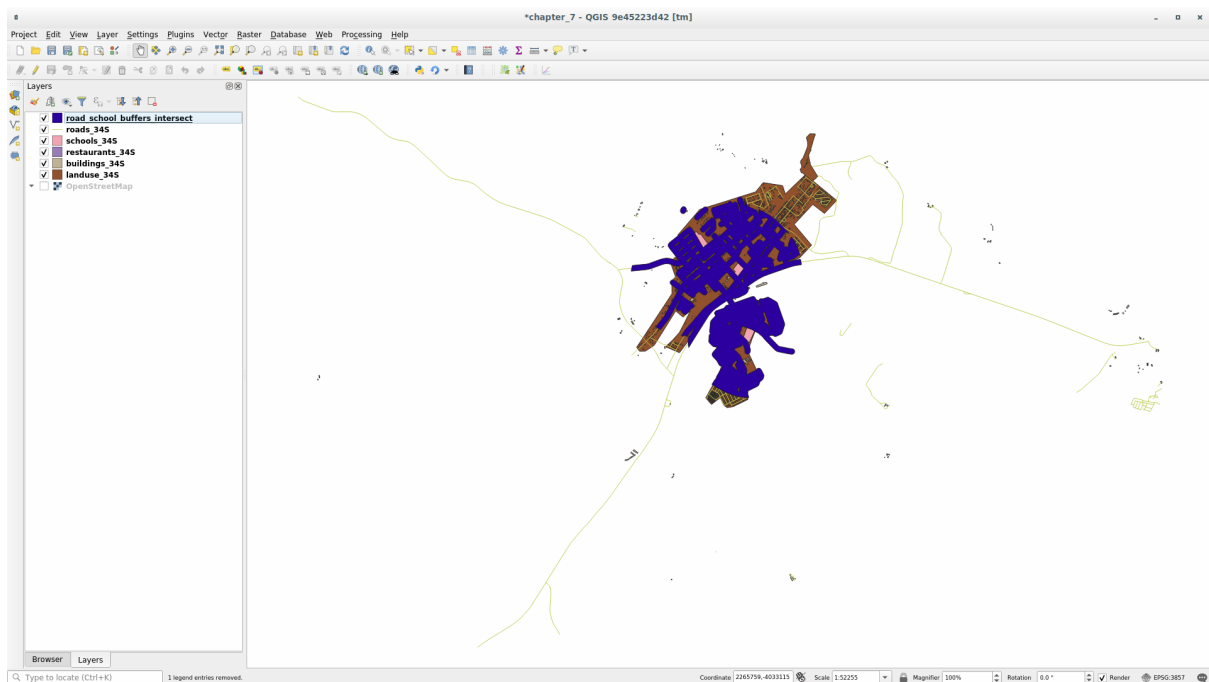 *chapter_7 - QGIS 9e45223d42 [tm]
Project Edit View Layer Settings Plugins Vector Raster Database Web Processing Help
Layers
road_school_buffers_intersect
roads_34S
schools_34S
restaurants_34S
buildings_34S
landuse_34S
OpenStreetMap
Browser Layers
Type to locate (Ctrl+K) 1 legend entries removed. Coordinate 2265759,-4033115 Scale 1:52255 Magnifier 100% Rotation 0.0 ° Render EPSG:3857